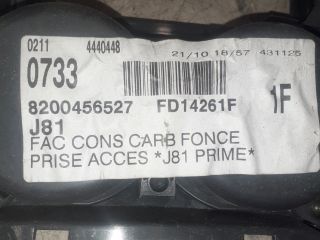 0211 4440448 21/10 18/57 431125
0733
8200456527 FD14261F 1F
J81
FAC CONS CARB FONCE
PRISE ACCES *J81 PRIME*